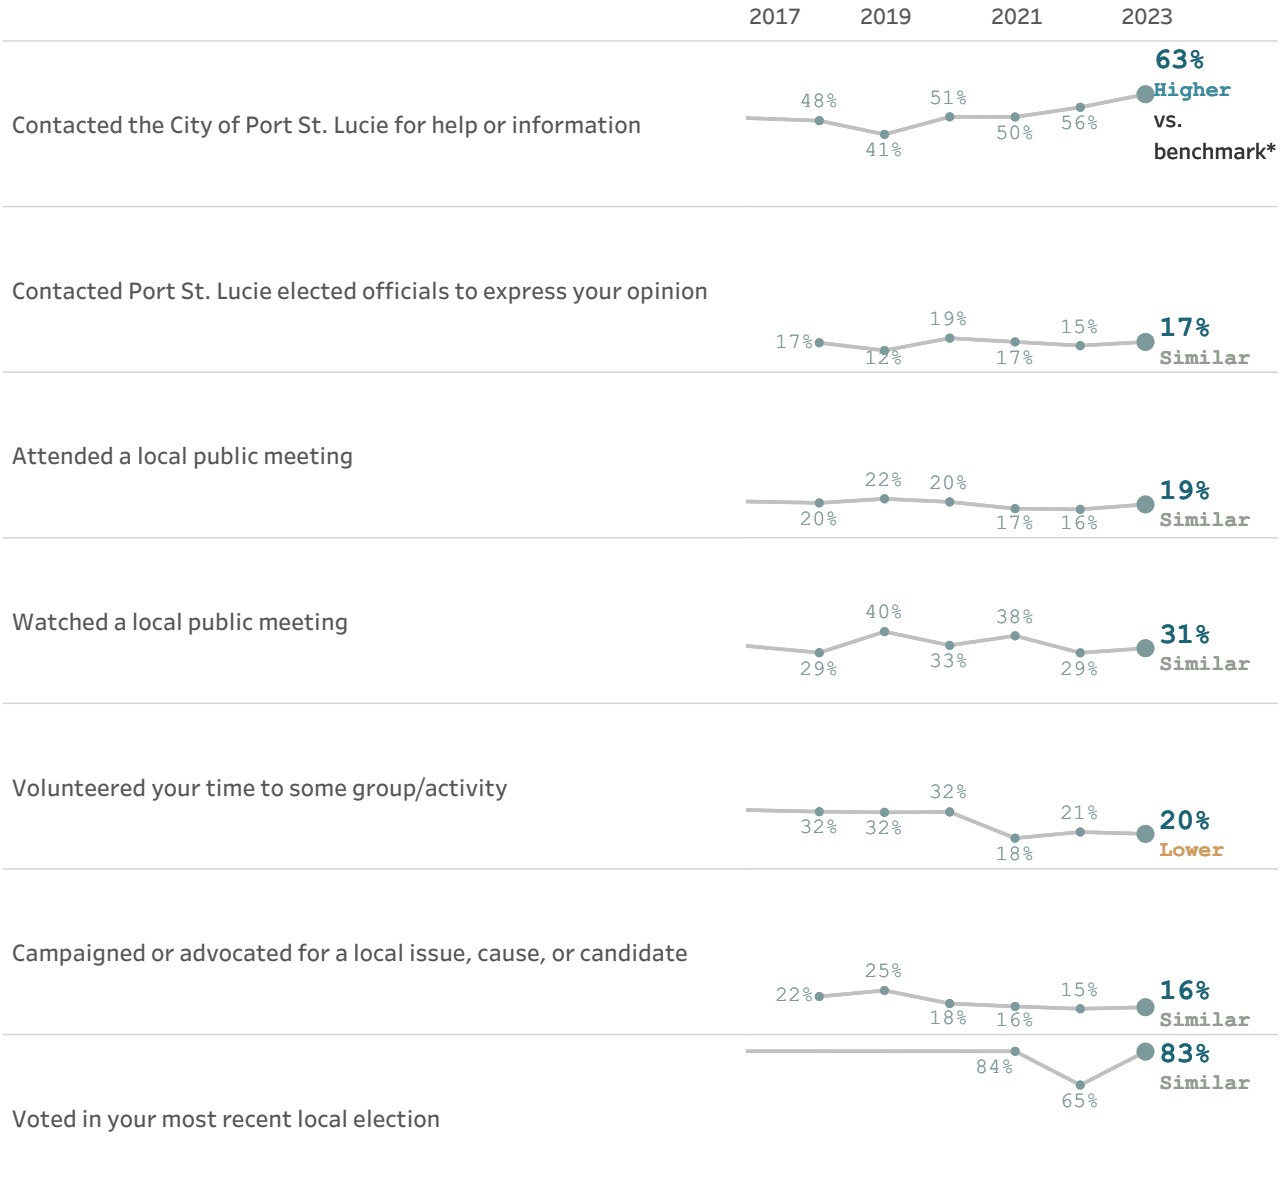 2017 2019 2021 2023
Contacted the City of Port St. Lucie for help or information
48% 41% 51% 50% 56% 63%
Higher
vs.
benchmark*
Contacted Port St. Lucie elected officials to express your opinion
17% 12% 19% 17% 15% 17%
Similar
Attended a local public meeting
20% 22% 20% 17% 16% 19%
Similar
Watched a local public meeting
29% 40% 33% 38% 29% 31%
Similar
Volunteered your time to some group/activity
32% 32% 32% 18% 21% 20%
Lower
Campaigned or advocated for a local issue, cause, or candidate
22% 25% 18% 16% 15% 16%
Similar
Voted in your most recent local election
84% 65% 83%
Similar